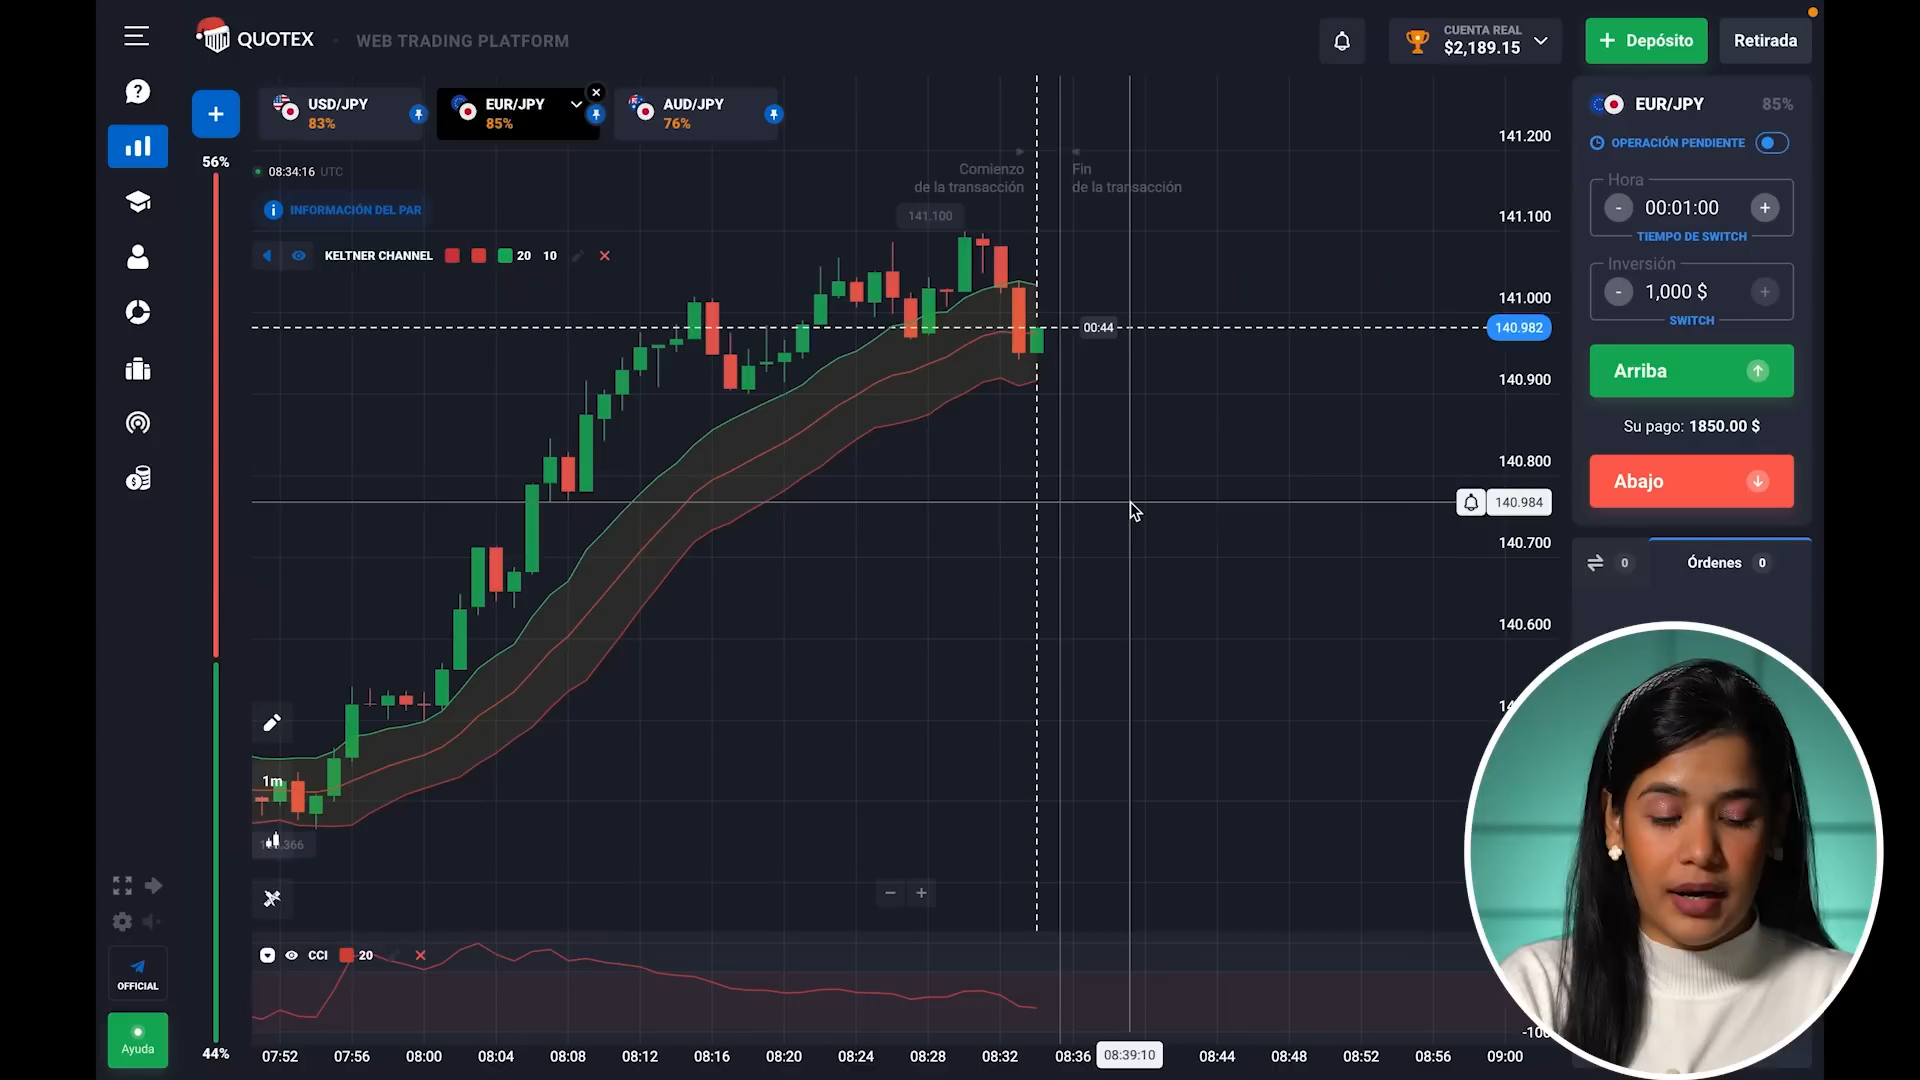 QUOTEX
WEB TRADING PLATFORM
CUENTA REAL
$2,189.15
+ Depósito
Retirada
USD/JPY
83%
EUR/JPY
85%
AUD/JPY
76%
56%
08:34:16 UTC
INFORMACIÓN DEL PAR
KELTNER CHANNEL 20 10
Comienzo
de la transacción
Fin
de la transacción
141.100
00:44
141.200
141.100
141.000
140.982
140.900
140.800
140.984
140.700
140.600
EUR/JPY 85%
OPERACIÓN PENDIENTE
Hora
- 00:01:00 +
TIEMPO DE SWITCH
Inversión
- 1,000 $ +
SWITCH
Arriba
Su pago: 1850.00 $
Abajo
0
Órdenes 0
1m
CCI 20
OFFICIAL
Ayuda
44%
07:52 07:56 08:00 08:04 08:08 08:12 08:16 08:20 08:24 08:28 08:32 08:36 08:39:10 08:44 08:48 08:52 08:56 09:00